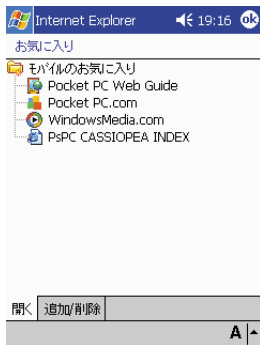 Internet Explorer 19:16 ok
お気に入り
モバイルのお気に入り
Pocket PC Web Guide
Pocket PC.com
WindowsMedia.com
PsPC CASSIOPEA INDEX
開く 追加/削除
A